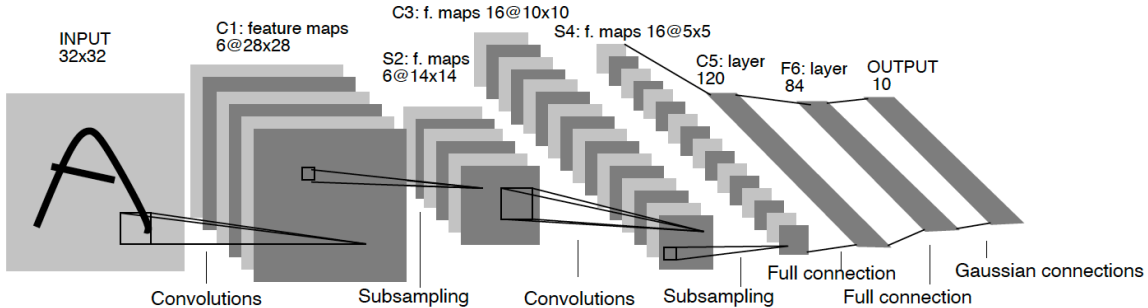 INPUT
32x32
C1: feature maps
6@28x28
S2: f. maps
6@14x14
C3: f. maps 16@10x10
S4: f. maps 16@5x5
C5: layer
120
F6: layer
84
OUTPUT
10
A
Convolutions
Subsampling
Convolutions
Subsampling
Full connection
Full connection
Gaussian connections